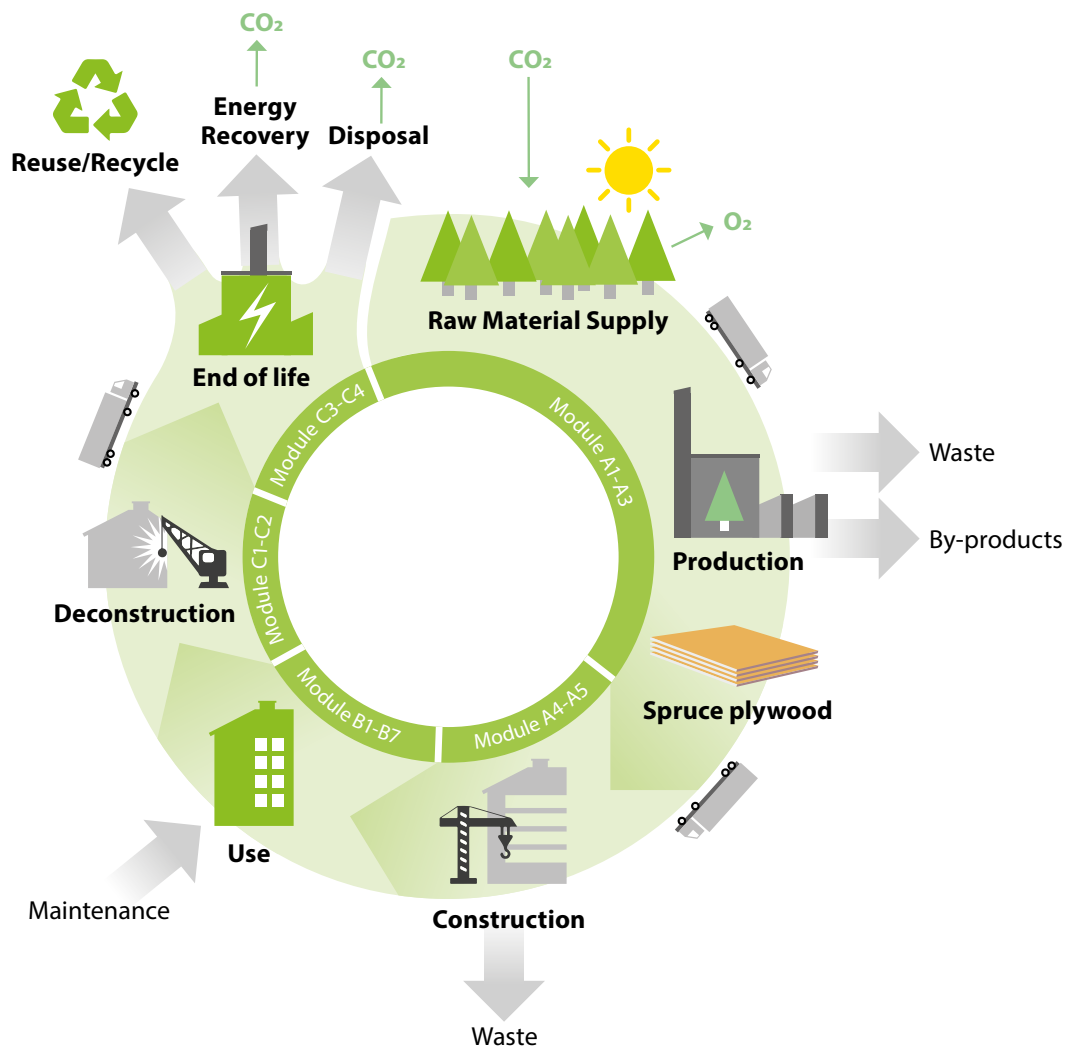 CO₂
CO₂
CO₂
Energy
Recovery
Disposal
Reuse/Recycle
O₂
Raw Material Supply
End of life
Module C3-C4
Module A1-A3
Waste
By-products
Production
Module C1-C2
Deconstruction
Spruce plywood
Module B1-B7
Module A4-A5
Use
Maintenance
Construction
Waste